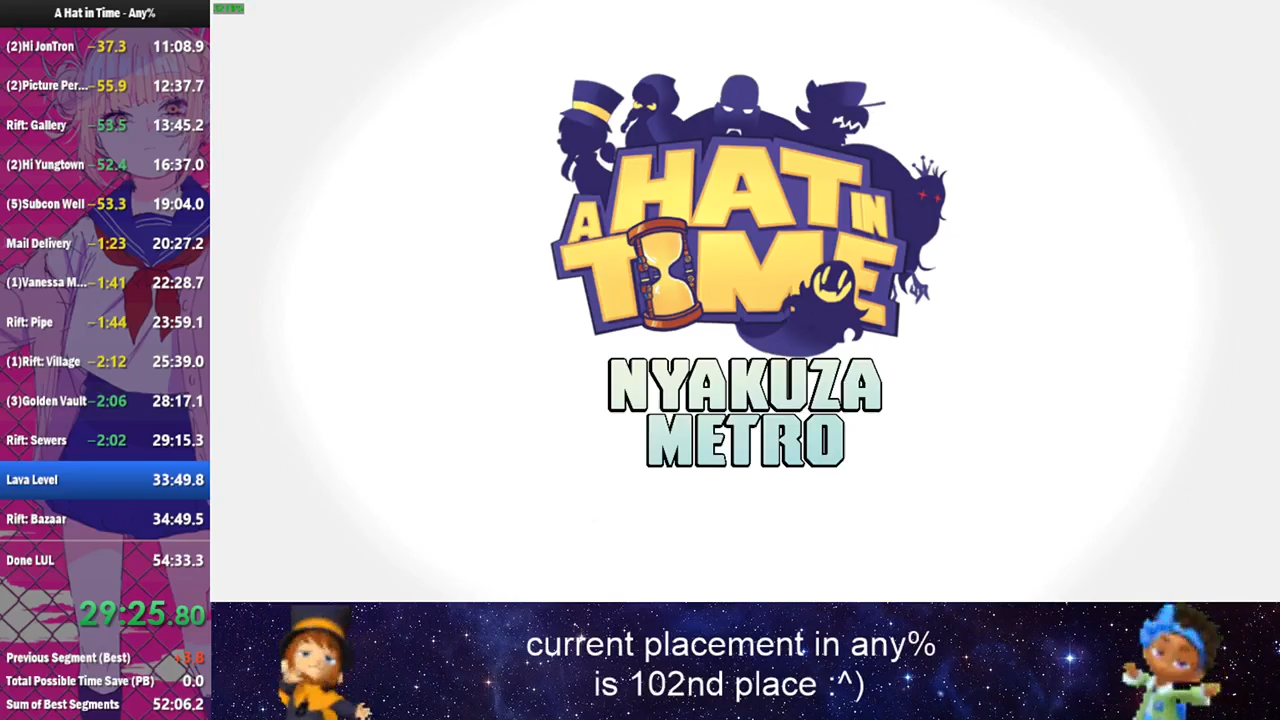 A Hat in Time - Any%
(2)Hi JonTron -37.3 11:08.9
(2)Picture Per... -55.9 12:37.7
Rift: Gallery -53.5 13:45.2
(2)Hi Yungtown -52.4 16:37.0
(5)Subcon Well -53.3 19:04.0
Mail Delivery -1:23 20:27.2
(1)Vanessa M... -1:41 22:28.7
Rift: Pipe -1:44 23:59.1
(1)Rift: Village -2:12 25:39.0
(3)Golden Vault -2:06 28:17.1
Rift: Sewers -2:02 29:15.3
Lava Level 33:49.8
Rift: Bazaar 34:49.5
Done LUL 54:33.3
29:25.80
Previous Segment (Best) +3.8
Total Possible Time Save (PB) 0.0
Sum of Best Segments 52:06.2
A HAT IN
TIME
NYAKUZA
METRO
current placement in any%
is 102nd place :^)